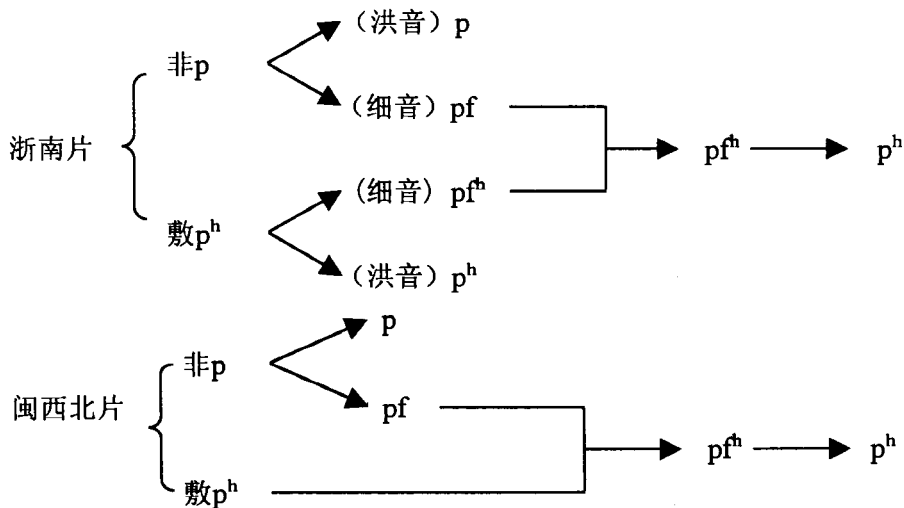 （洪音）p
非p
（细音）pf
浙南片
pfʰ
pʰ
（细音）pfʰ
敷pʰ
（洪音）pʰ
p
非p
pf
闽西北片
pfʰ
pʰ
敷pʰ